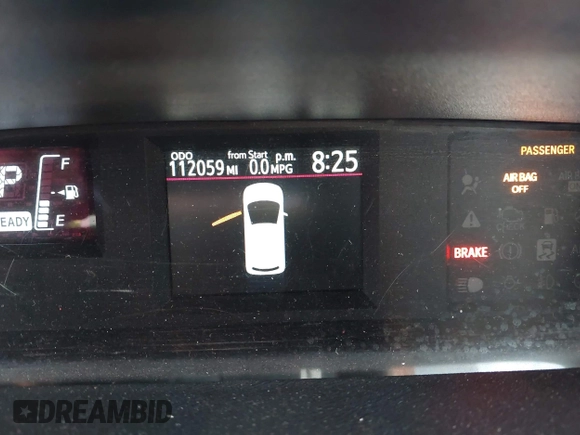 ODO from Start p.m.
112059 MI 0.0 MPG 8:25
PASSENGER
AIR BAG
OFF
BRAKE
P
F
E
READY
DREAMBID